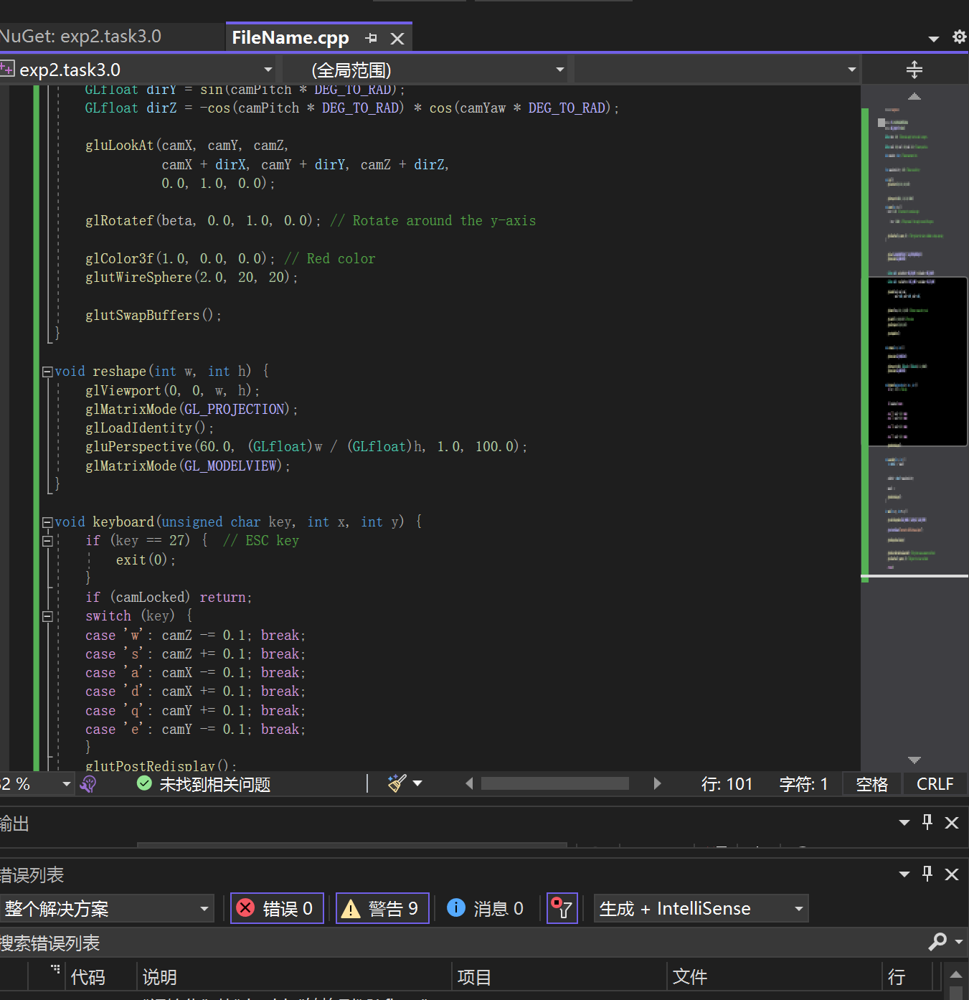 NuGet: exp2.task3.0
FileName.cpp
exp2.task3.0
(全局范围)
GLfloat dirY = sin(camPitch * DEG_TO_RAD);
GLfloat dirZ = -cos(camPitch * DEG_TO_RAD) * cos(camYaw * DEG_TO_RAD);
gluLookAt(camX, camY, camZ,
camX + dirX, camY + dirY, camZ + dirZ,
0.0, 1.0, 0.0);
glRotatef(beta, 0.0, 1.0, 0.0); // Rotate around the y-axis
glColor3f(1.0, 0.0, 0.0); // Red color
glutWireSphere(2.0, 20, 20);
glutSwapBuffers();
}
void reshape(int w, int h) {
glViewport(0, 0, w, h);
glMatrixMode(GL_PROJECTION);
glLoadIdentity();
gluPerspective(60.0, (GLfloat)w / (GLfloat)h, 1.0, 100.0);
glMatrixMode(GL_MODELVIEW);
}
void keyboard(unsigned char key, int x, int y) {
if (key == 27) { // ESC key
exit(0);
}
if (camLocked) return;
switch (key) {
case 'w': camZ -= 0.1; break;
case 's': camZ += 0.1; break;
case 'a': camX -= 0.1; break;
case 'd': camX += 0.1; break;
case 'q': camY += 0.1; break;
case 'e': camY -= 0.1; break;
}
glutPostRedisplay();
2 %
未找到相关问题
行: 101
字符: 1
空格
CRLF
输出
错误列表
整个解决方案
错误 0
警告 9
消息 0
生成 + IntelliSense
搜索错误列表
代码
说明
项目
文件
行